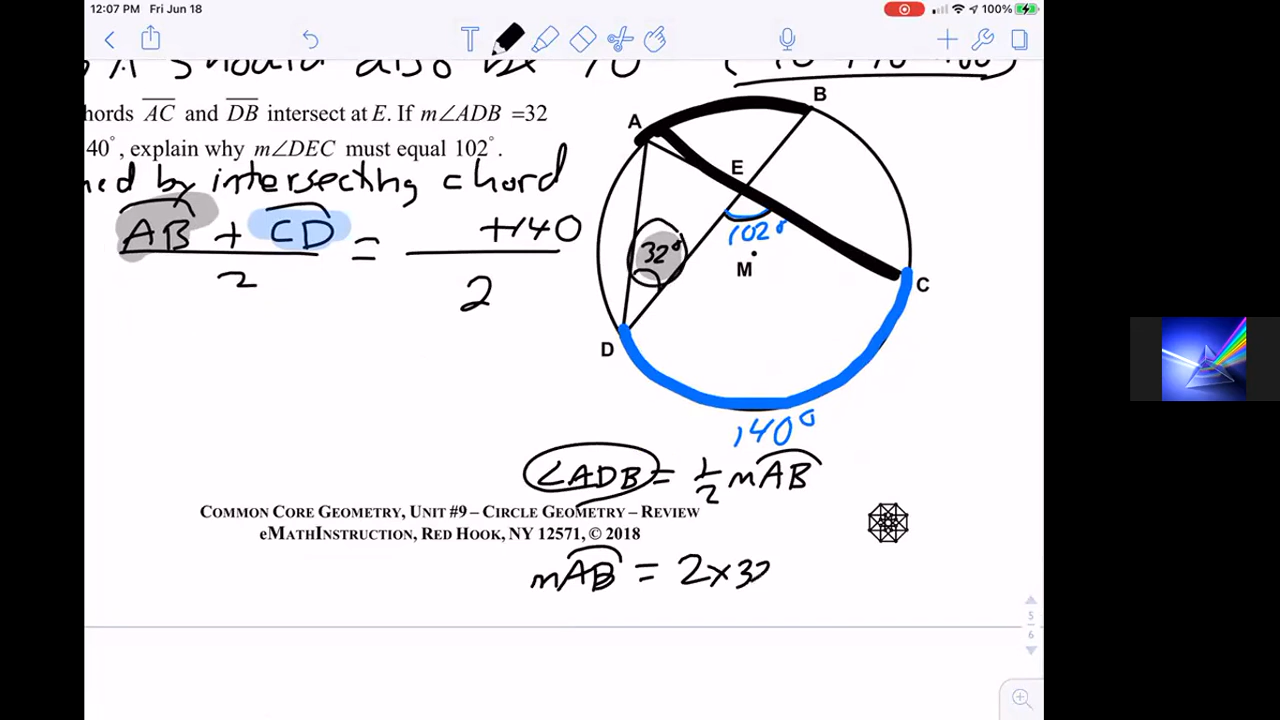 12:07 PM Fri Jun 18
100%
T
should also be
hords AC and DB intersect at E. If m∠ADB =32
40°, explain why m∠DEC must equal 102°.
ned by intersecting chord
AB + CD = +140
2 2
A
B
E
32°
102°
M
C
D
140°
∠ADB = 1/2 mAB
COMMON CORE GEOMETRY, UNIT #9 – CIRCLE GEOMETRY – REVIEW
eMATHINSTRUCTION, RED HOOK, NY 12571, © 2018
mAB = 2×32
5
6